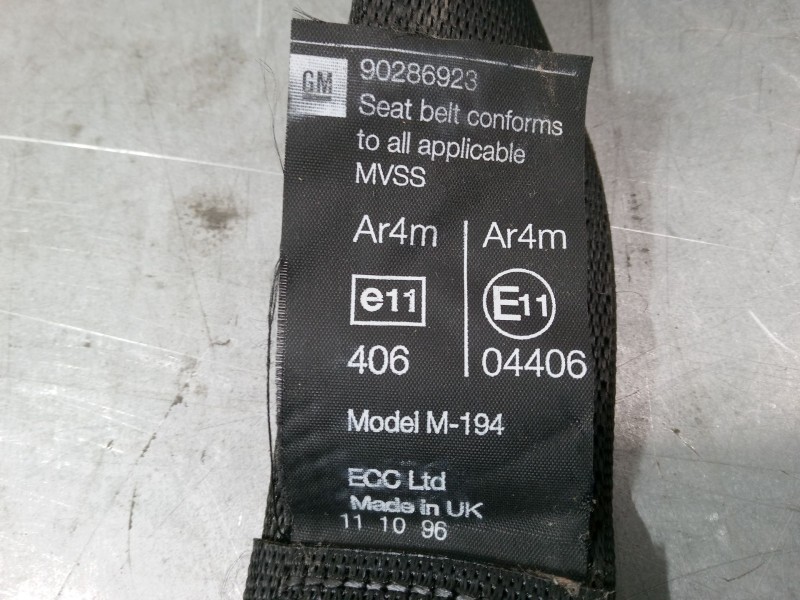 GM
90286923
Seat belt conforms
to all applicable
MVSS
Ar4m
Ar4m
e11
E11
406
04406
Model M-194
ECC Ltd
Made in UK
11 10 96